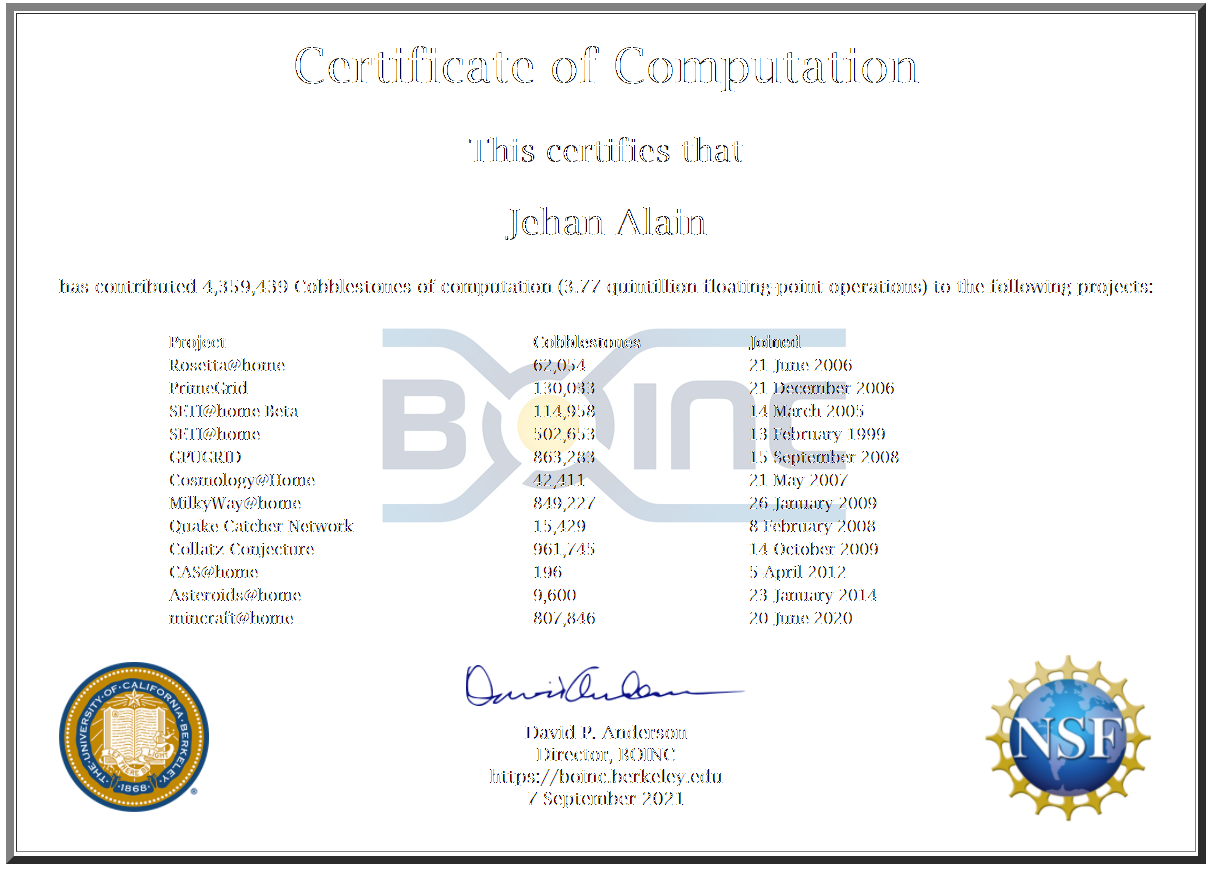 Certificate of Computation
This certifies that
Jehan Alain
has contributed 4,359,439 Cobblestones of computation (3.77 quintillion floating-point operations) to the following projects:
Project Cobblestones Joined
Rosetta@home 62,054 21 June 2006
PrimeGrid 130,033 21 December 2006
SETI@home Beta 114,958 14 March 2005
SETI@home 502,653 13 February 1999
GPUGRID 863,283 15 September 2008
Cosmology@Home 42,411 21 May 2007
MilkyWay@home 849,227 26 January 2009
Quake Catcher Network 15,429 8 February 2008
Collatz Conjecture 961,745 14 October 2009
CAS@home 196 5 April 2012
Asteroids@home 9,600 23 January 2014
minecraft@home 807,846 20 June 2020
BOINC
David P. Anderson
Director, BOINC
https://boinc.berkeley.edu
7 September 2021
THE·UNIVERSITY·OF·CALIFORNIA·BERKELEY
LET THERE BE LIGHT
·1868·
NSF